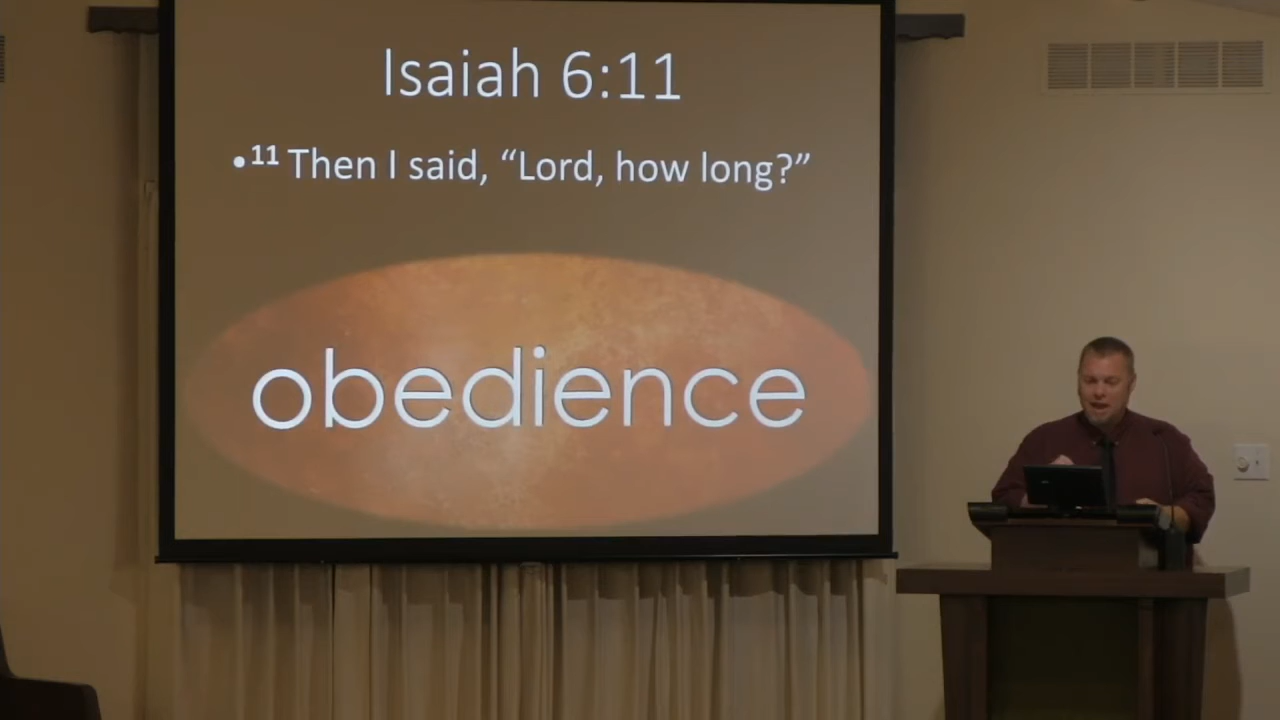 Isaiah 6:11
•11 Then I said, “Lord, how long?”
obedience